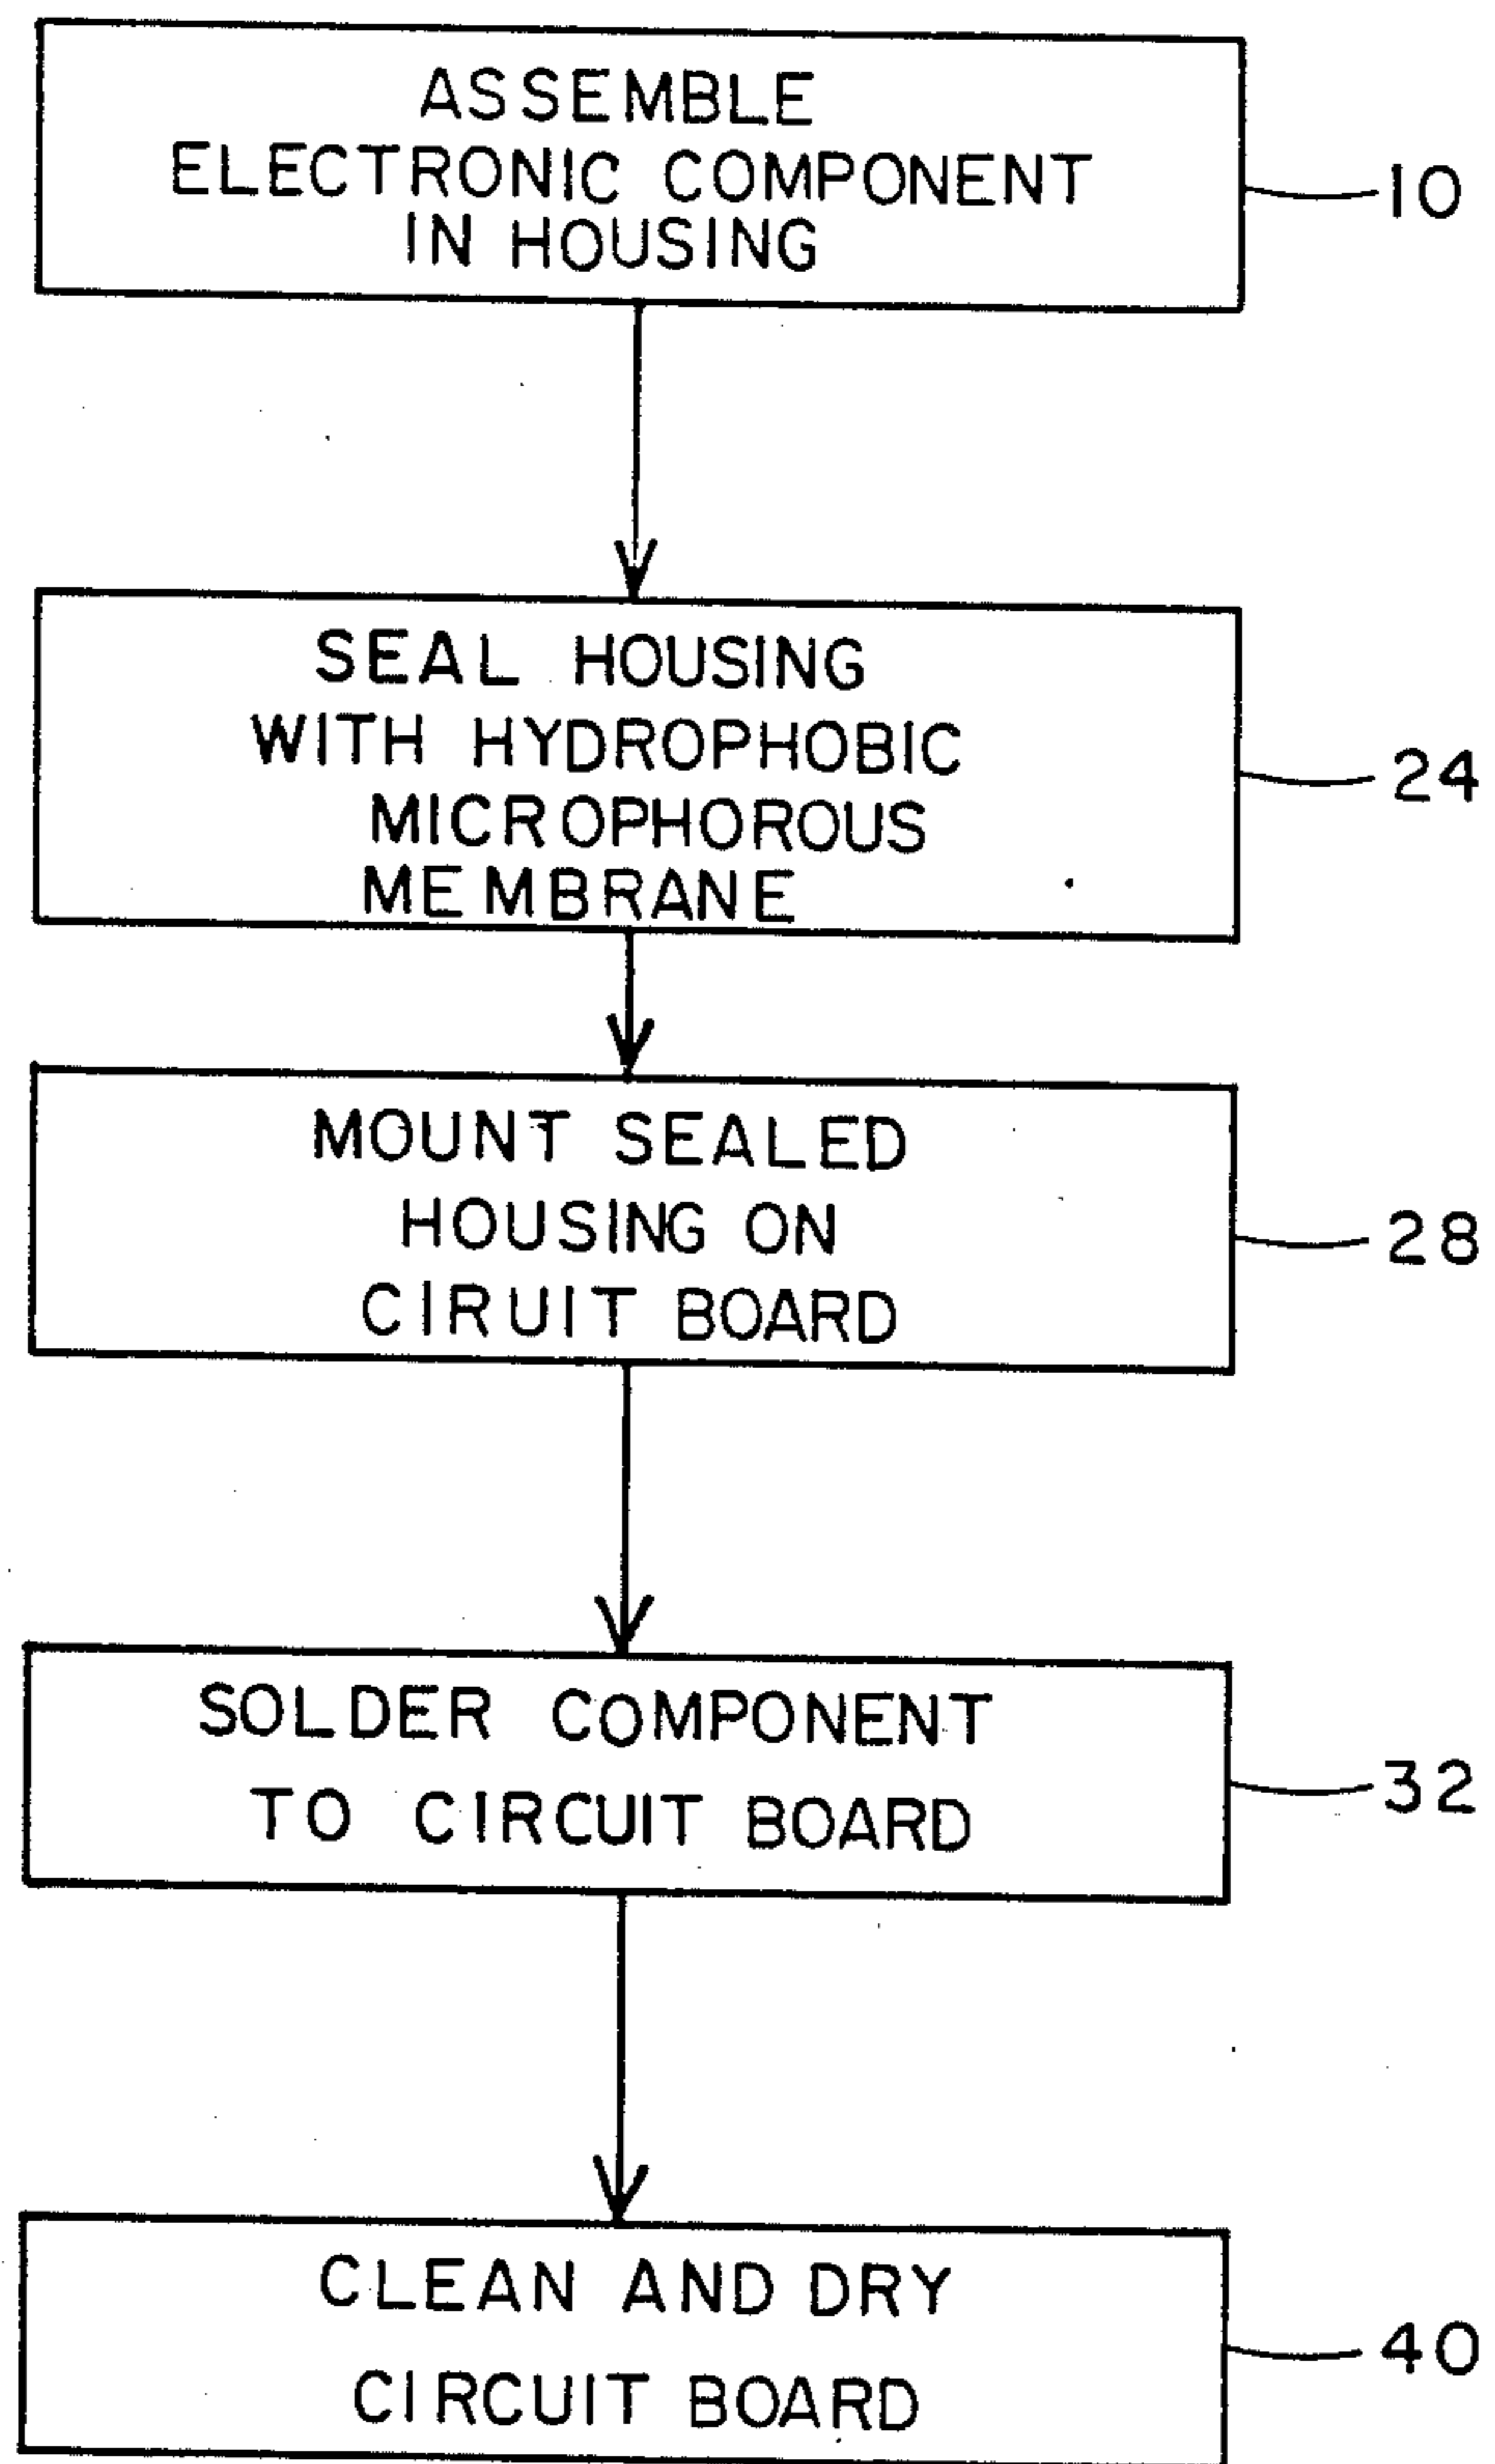 ASSEMBLE
ELECTRONIC COMPONENT
IN HOUSING
10
SEAL HOUSING
WITH HYDROPHOBIC
MICROPHOROUS
MEMBRANE
24
MOUNT SEALED
HOUSING ON
CIRUIT BOARD
28
SOLDER COMPONENT
TO CIRCUIT BOARD
32
CLEAN AND DRY
CIRCUIT BOARD
40